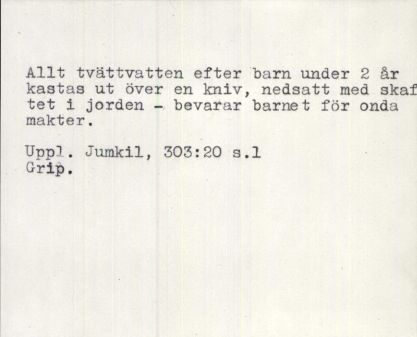 Allt tvättvatten efter barn under 2 år
kastas ut över en kniv, nedsatt med skaf
tet i jorden - bevarar barnet för onda
makter.
Uppl. Jumkil, 303:20 s.1
Grip.